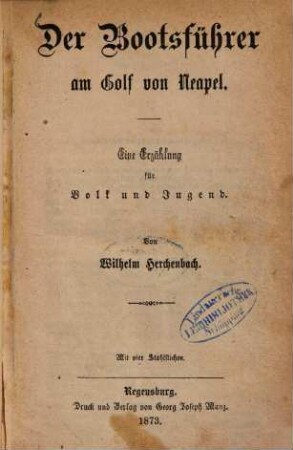 Der Bootsführer
am Golf von Neapel.
Eine Erzählung
für
Volk und Jugend.
Von
Wilhelm Herchenbach.
Mit vier Stahlstichen.
Regensburg.
Druck und Verlag von Georg Joseph Manz.
1873.